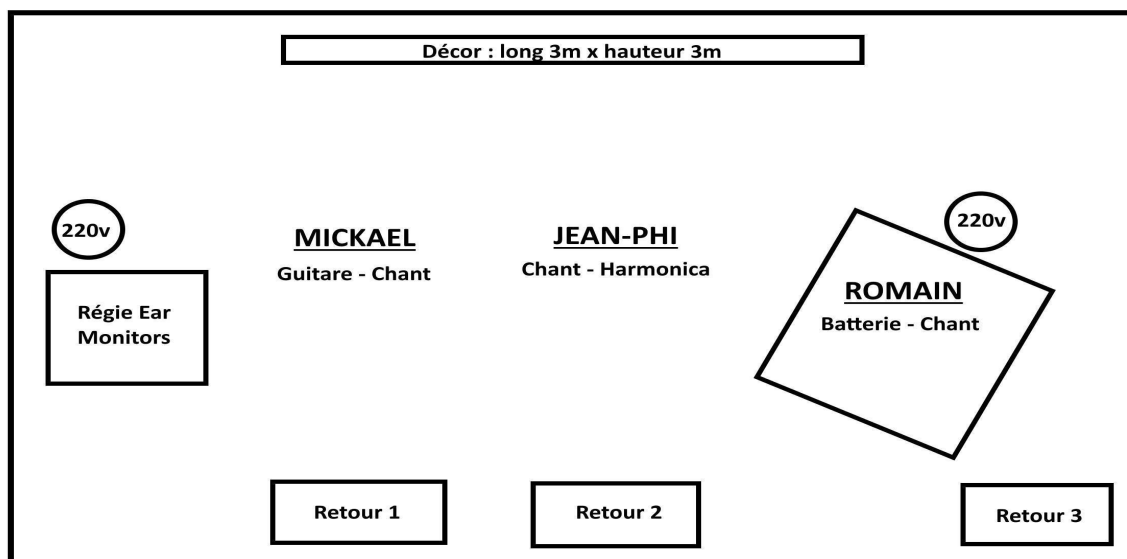 Décor : long 3m x hauteur 3m
220v
Régie Ear
Monitors
MICKAEL
Guitare - Chant
JEAN-PHI
Chant - Harmonica
220v
ROMAIN
Batterie - Chant
Retour 1
Retour 2
Retour 3